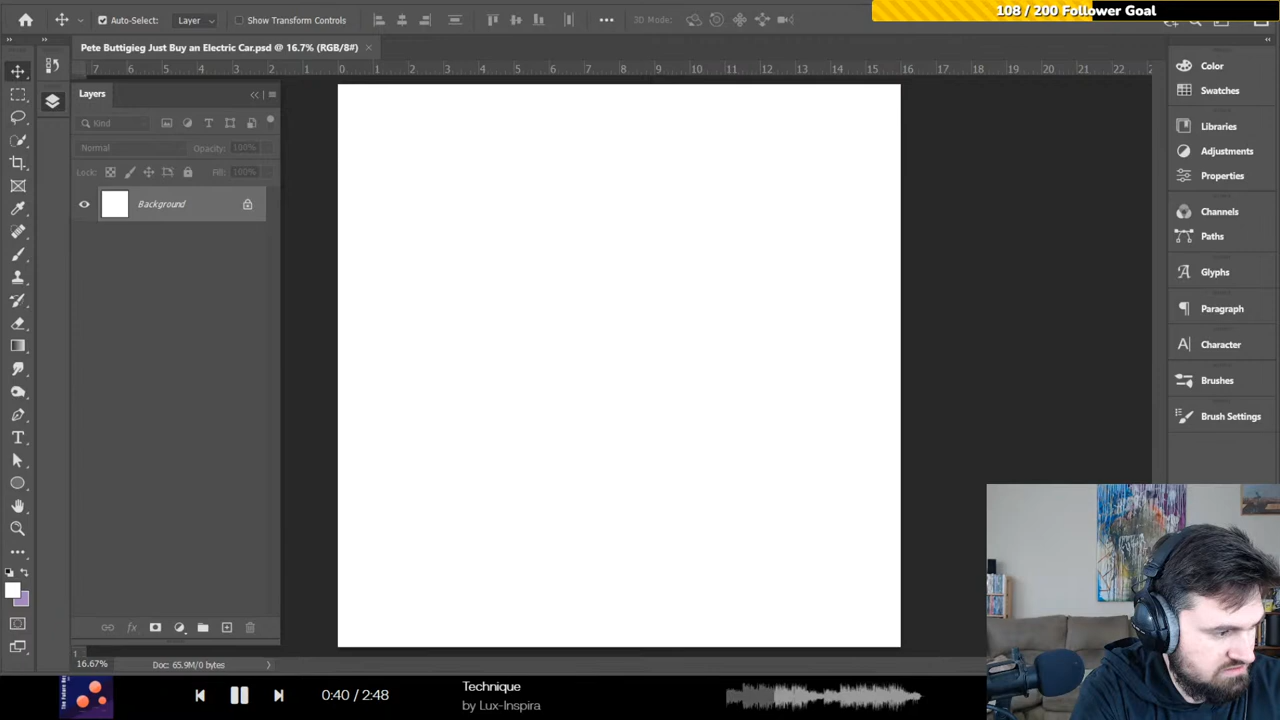 108 / 200 Follower Goal
Auto-Select:
Layer
Show Transform Controls
3D Mode:
Pete Buttigieg Just Buy an Electric Car.psd @ 16.7% (RGB/8#)
7 6 5 4 3 2 1 0 1 2 3 4 5 6 7 8 9 10 11 12 13 14 15 16 17 18 19 20 21 22
Layers
Kind
Normal
Opacity: 100%
Lock:
Fill: 100%
Background
Color
Swatches
Libraries
Adjustments
Properties
Channels
Paths
Glyphs
Paragraph
Character
Brushes
Brush Settings
1
16.67%
Doc: 65.9M/0 bytes
0:40 / 2:48
Technique
by Lux-Inspira